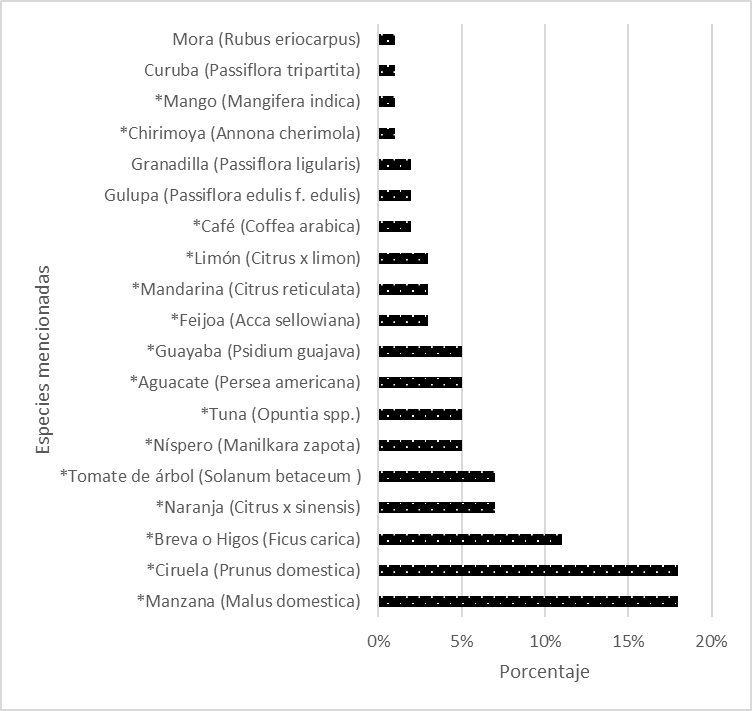 Mora (Rubus eriocarpus)
Curuba (Passiflora tripartita)
*Mango (Mangifera indica)
*Chirimoya (Annona cherimola)
Granadilla (Passiflora ligularis)
Gulupa (Passiflora edulis f. edulis)
*Café (Coffea arabica)
*Limón (Citrus x limon)
*Mandarina (Citrus reticulata)
*Feijoa (Acca sellowiana)
*Guayaba (Psidium guajava)
*Aguacate (Persea americana)
*Tuna (Opuntia spp.)
*Níspero (Manilkara zapota)
*Tomate de árbol (Solanum betaceum )
*Naranja (Citrus x sinensis)
*Breva o Higos (Ficus carica)
*Ciruela (Prunus domestica)
*Manzana (Malus domestica)
Especies mencionadas
0% 5% 10% 15% 20%
Porcentaje